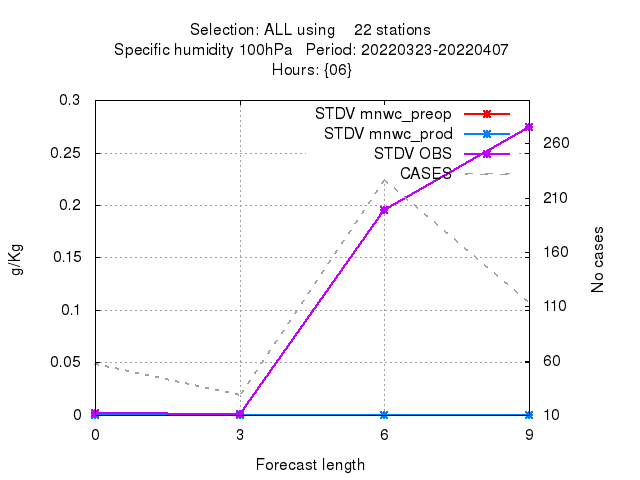 Selection: ALL using 22 stations
Specific humidity 100hPa Period: 20220323-20220407
Hours: {06}
STDV mnwc_preop
STDV mnwc_prod
STDV OBS
CASES
g/Kg
0.3
0.25
0.2
0.15
0.1
0.05
0
No cases
260
210
160
110
60
10
0 3 6 9
Forecast length